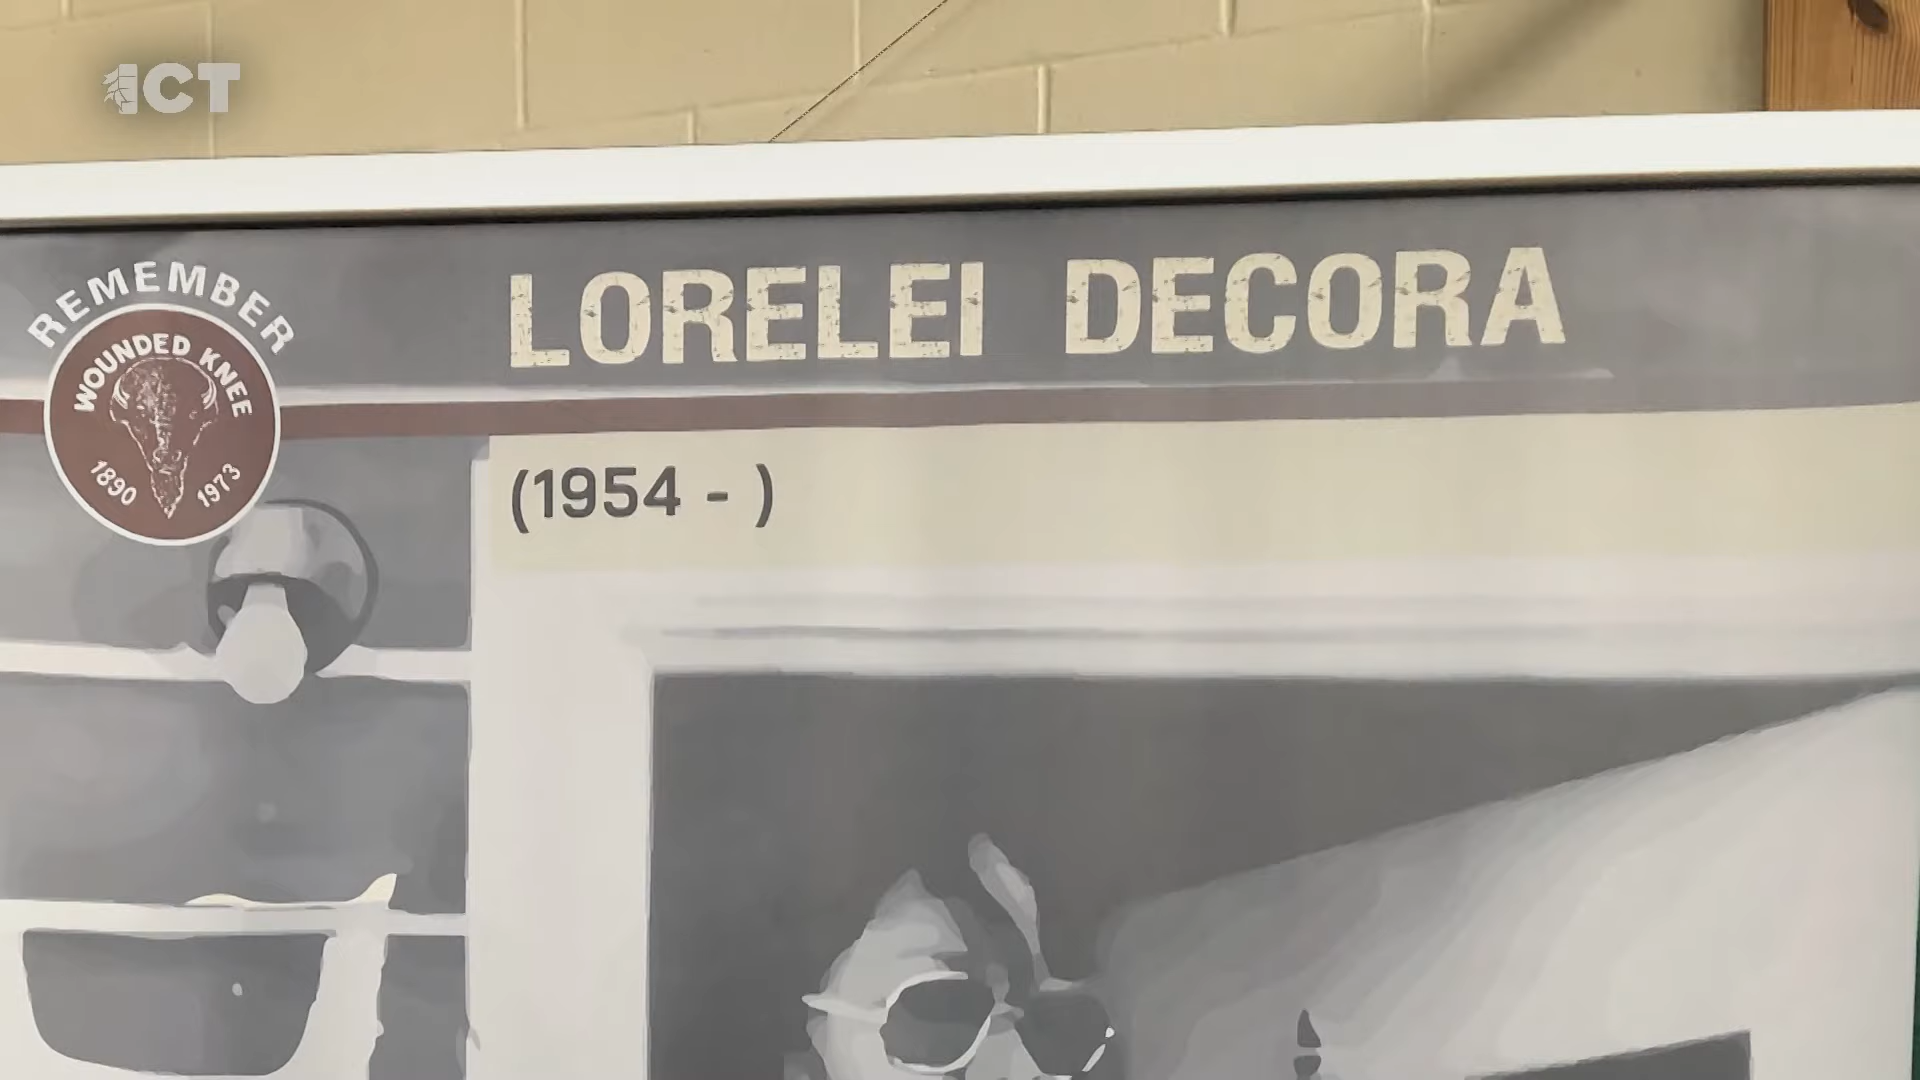 ICT
LORELEI DECORA
REMEMBER
WOUNDED KNEE
1890 1973
(1954 - )